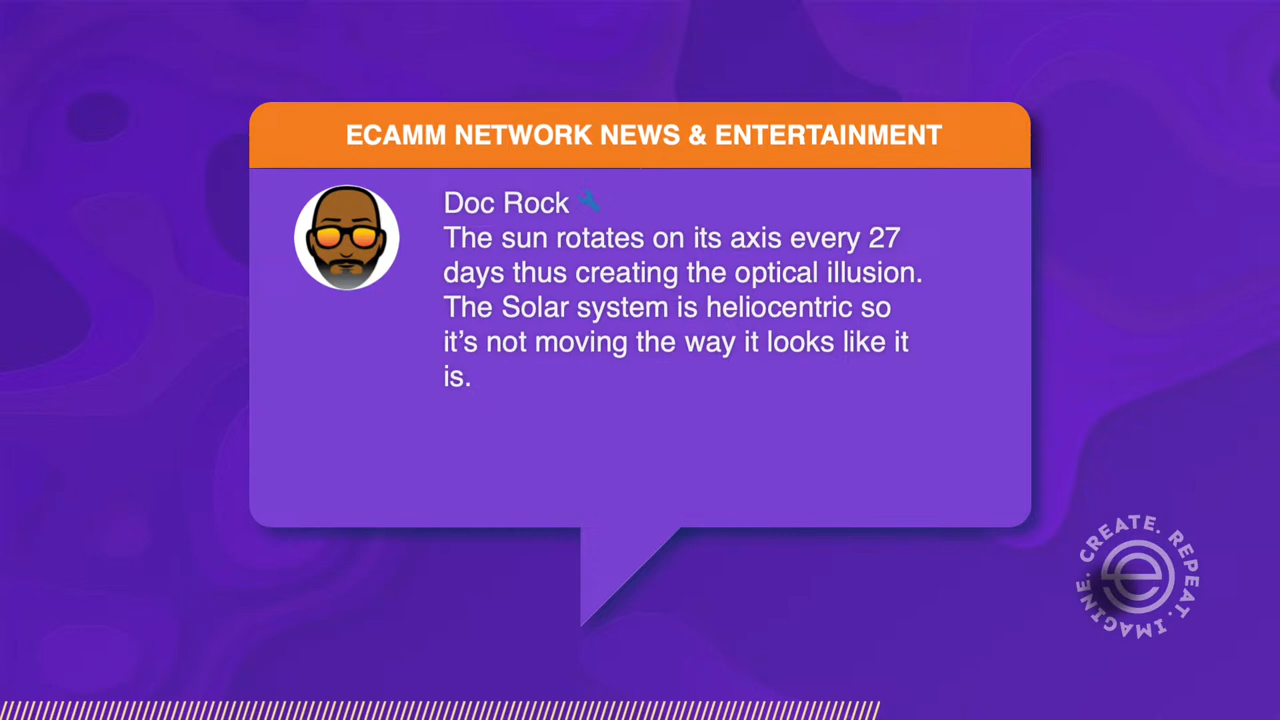 ECAMM NETWORK NEWS & ENTERTAINMENT
Doc Rock
The sun rotates on its axis every 27
days thus creating the optical illusion.
The Solar system is heliocentric so
it’s not moving the way it looks like it
is.
CREATE. REPEAT. IMAGINE.
e